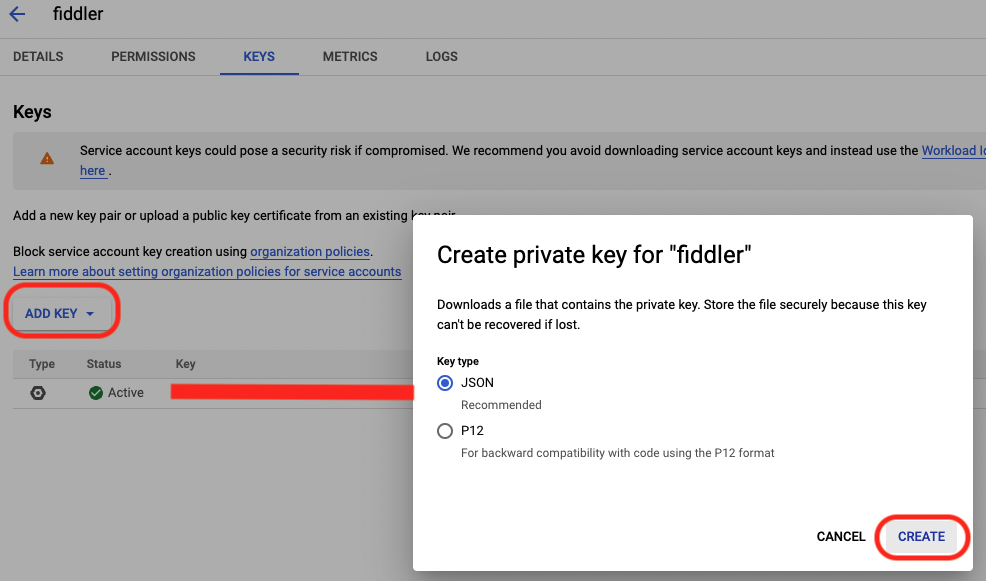 fiddler
DETAILS PERMISSIONS KEYS METRICS LOGS
Keys
Service account keys could pose a security risk if compromised. We recommend you avoid downloading service account keys and instead use the Workload
here .
Add a new key pair or upload a public key certificate from an existing key pair.
Block service account key creation using organization policies.
Learn more about setting organization policies for service accounts
ADD KEY
Type Status Key
Active
Create private key for "fiddler"
Downloads a file that contains the private key. Store the file securely because this key
can't be recovered if lost.
Key type
JSON
Recommended
P12
For backward compatibility with code using the P12 format
CANCEL CREATE